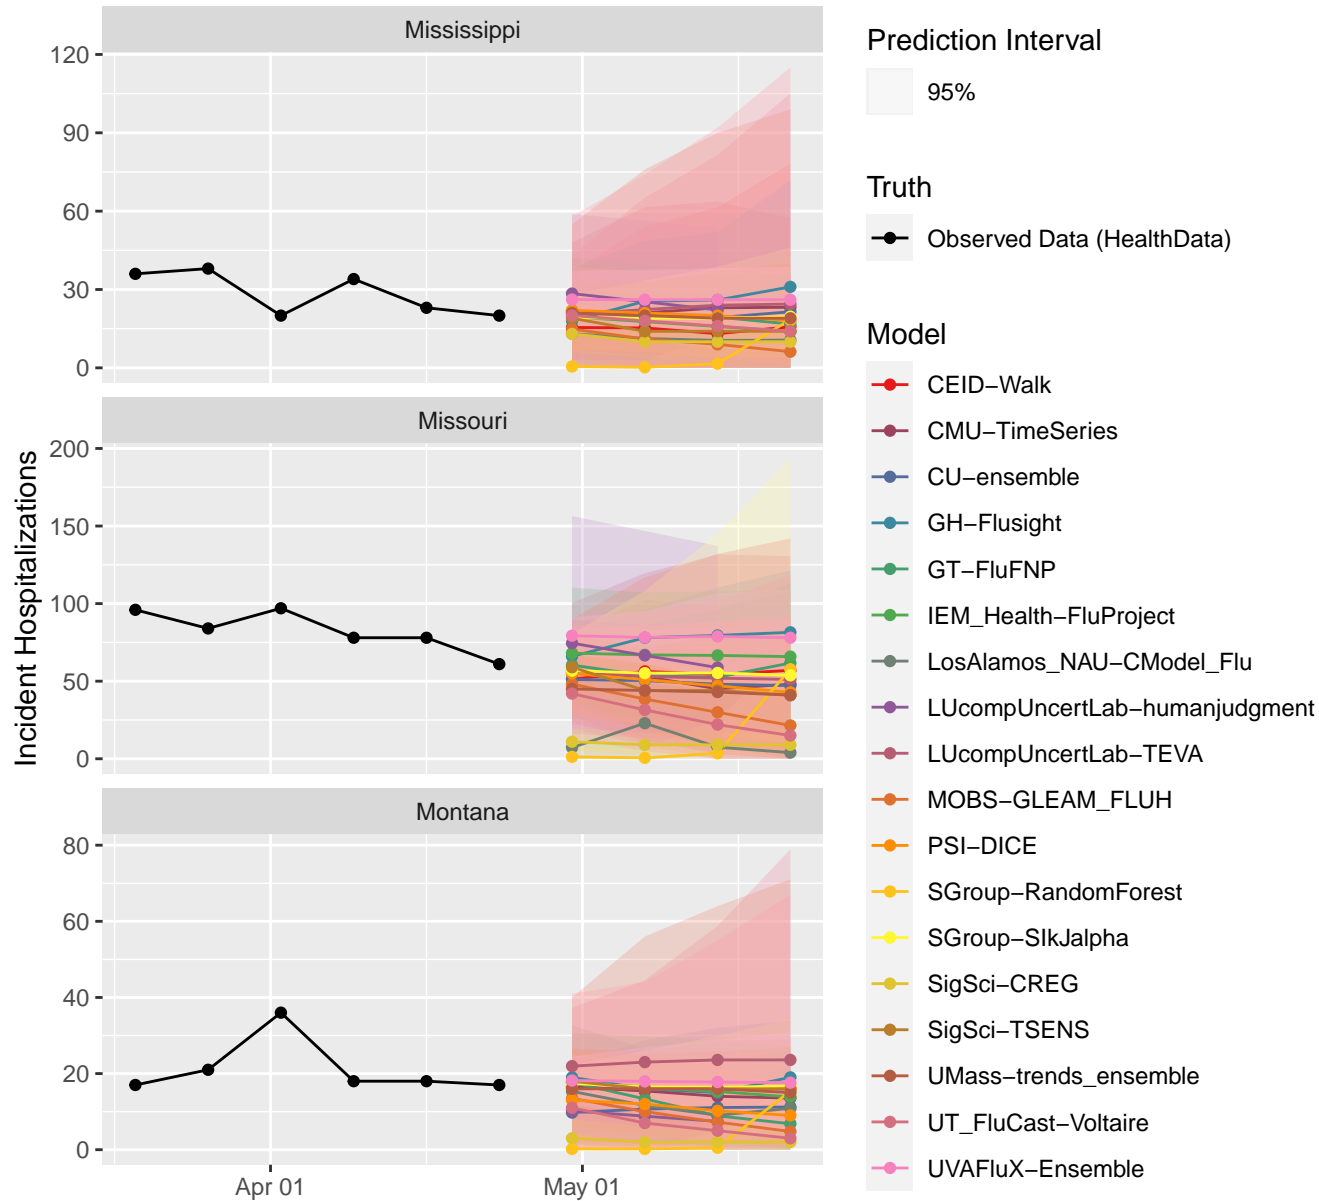 Mississippi
120
90
60
30
0
Missouri
200
150
100
50
0
Montana
80
60
40
20
0
Incident Hospitalizations
Apr 01
May 01
Prediction Interval
95%
Truth
Observed Data (HealthData)
Model
CEID−Walk
CMU−TimeSeries
CU−ensemble
GH−Flusight
GT−FluFNP
IEM_Health−FluProject
LosAlamos_NAU−CModel_Flu
LUcompUncertLab−humanjudgment
LUcompUncertLab−TEVA
MOBS−GLEAM_FLUH
PSI−DICE
SGroup−RandomForest
SGroup−SIkJalpha
SigSci−CREG
SigSci−TSENS
UMass−trends_ensemble
UT_FluCast−Voltaire
UVAFluX−Ensemble